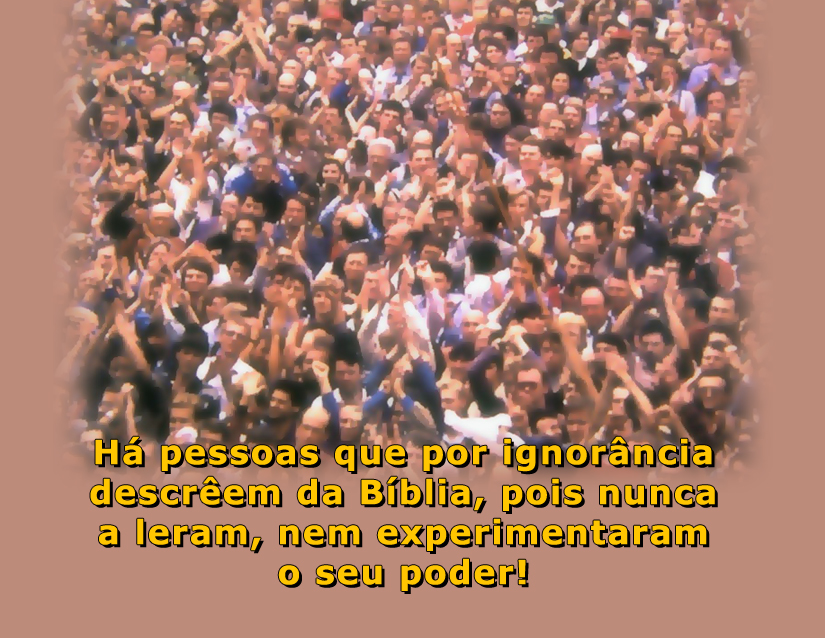 Há pessoas que por ignorância
descrêem da Bíblia, pois nunca
a leram, nem experimentaram
o seu poder!